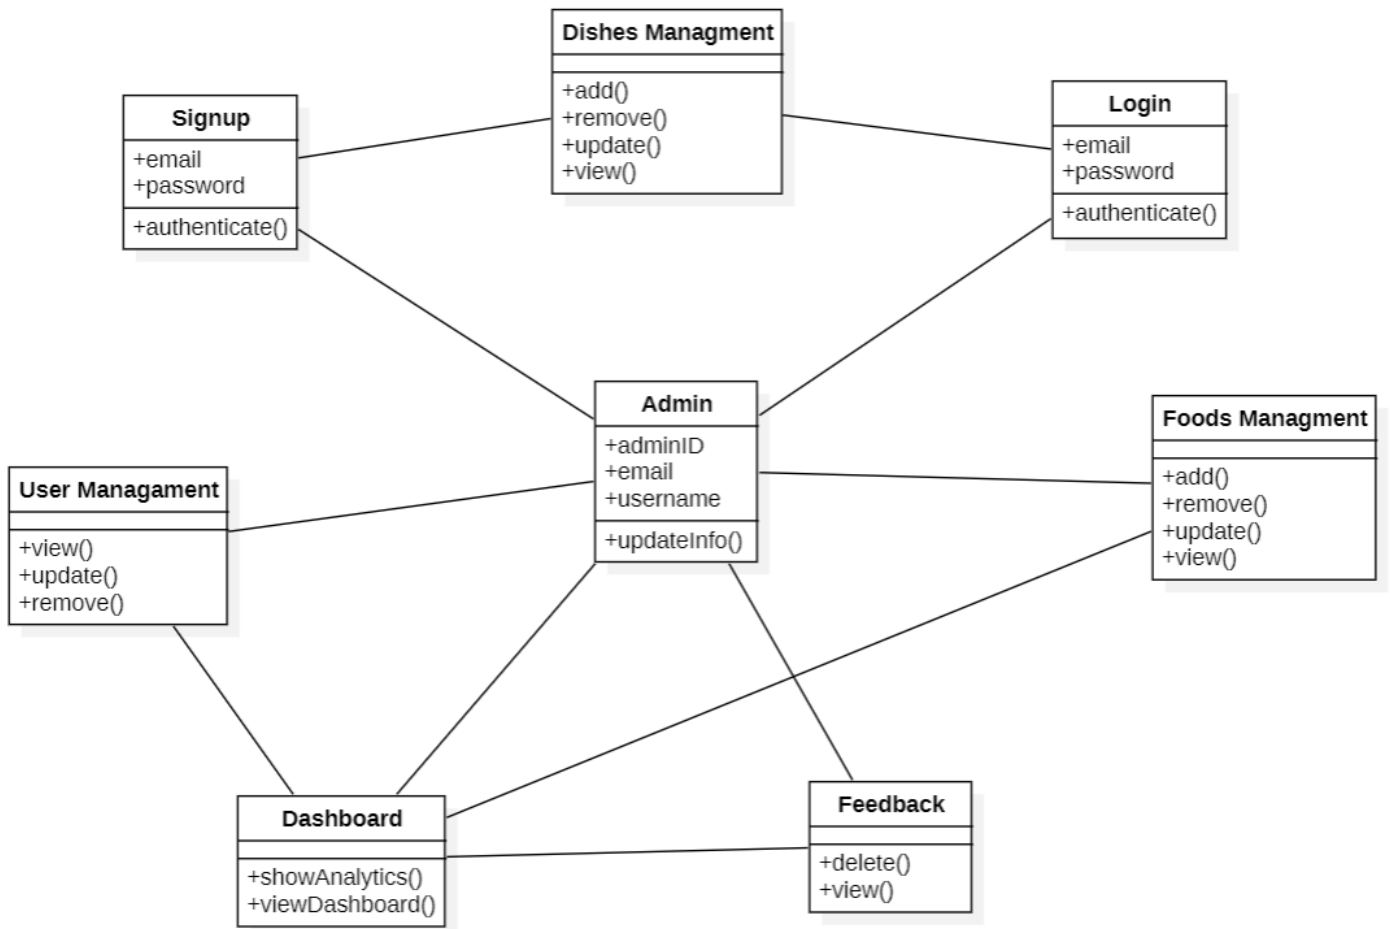 Dishes Managment
+add()
+remove()
+update()
+view()
Signup
+email
+password
+authenticate()
Login
+email
+password
+authenticate()
Admin
+adminID
+email
+username
+updateInfo()
Foods Managment
+add()
+remove()
+update()
+view()
User Managament
+view()
+update()
+remove()
Dashboard
+showAnalytics()
+viewDashboard()
Feedback
+delete()
+view()